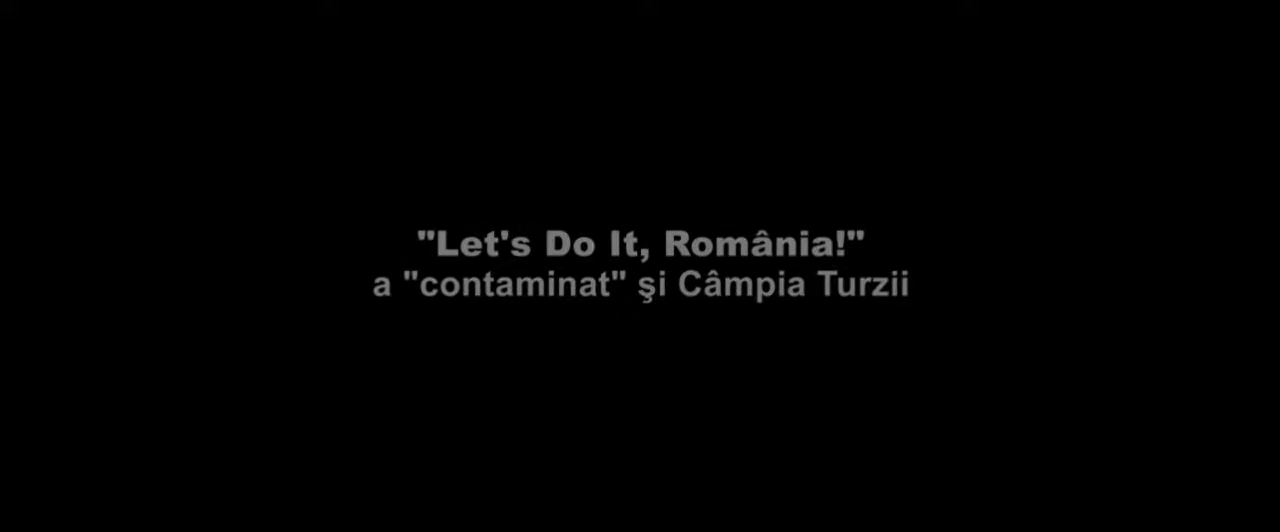 "Let's Do It, România!"
a "contaminat" şi Câmpia Turzii